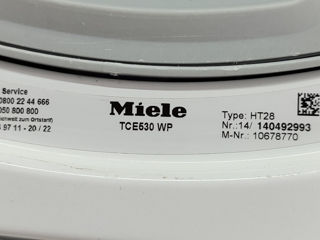 Service
0800 22 44 666
050 800 800
Miele
TCE530 WP
Type: HT28
Nr.:14/ 140492993
M-Nr.: 10678770
97 11 - 20 / 22